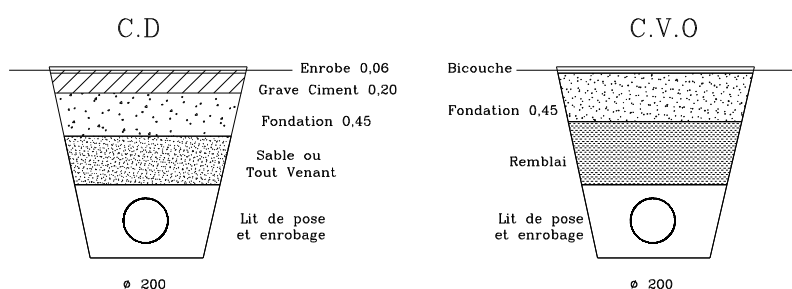 C.D
Enrobe 0,06
Grave Ciment 0,20
Fondation 0,45
Sable ou
Tout Venant
Lit de pose
et enrobage
ø 200
C.V.O
Bicouche
Fondation 0,45
Remblai
Lit de pose
et enrobage
ø 200